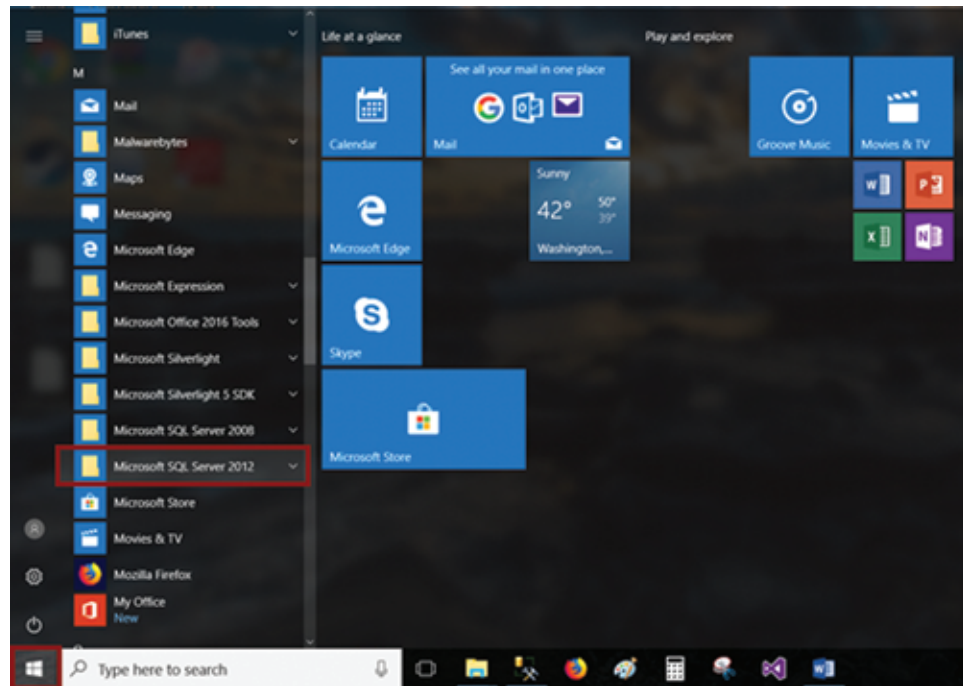 iTunes
M
Mail
Malwarebytes
Maps
Messaging
Microsoft Edge
Microsoft Expression
Microsoft Office 2016 Tools
Microsoft Silverlight
Microsoft Silverlight 5 SDK
Microsoft SQL Server 2008
Microsoft SQL Server 2012
Microsoft Store
Movies & TV
Mozilla Firefox
My Office
New
Type here to search
Life at a glance
Calendar
See all your mail in one place
Mail
Microsoft Edge
Sunny
42° 50°
39°
Washington,...
Skype
Microsoft Store
Play and explore
Groove Music
Movies & TV